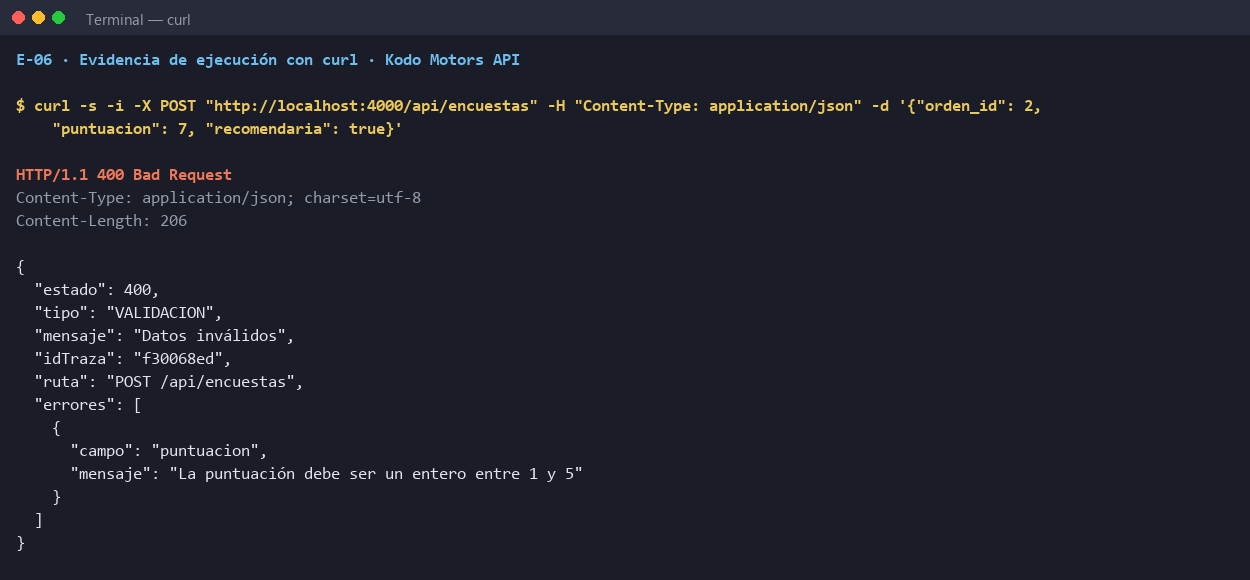 Terminal — curl
E-06 · Evidencia de ejecución con curl · Kodo Motors API
$ curl -s -i -X POST "http://localhost:4000/api/encuestas" -H "Content-Type: application/json" -d '{"orden_id": 2,
    "puntuacion": 7, "recomendaria": true}'
HTTP/1.1 400 Bad Request
Content-Type: application/json; charset=utf-8
Content-Length: 206
{
  "estado": 400,
  "tipo": "VALIDACION",
  "mensaje": "Datos inválidos",
  "idTraza": "f30068ed",
  "ruta": "POST /api/encuestas",
  "errores": [
    {
      "campo": "puntuacion",
      "mensaje": "La puntuación debe ser un entero entre 1 y 5"
    }
  ]
}